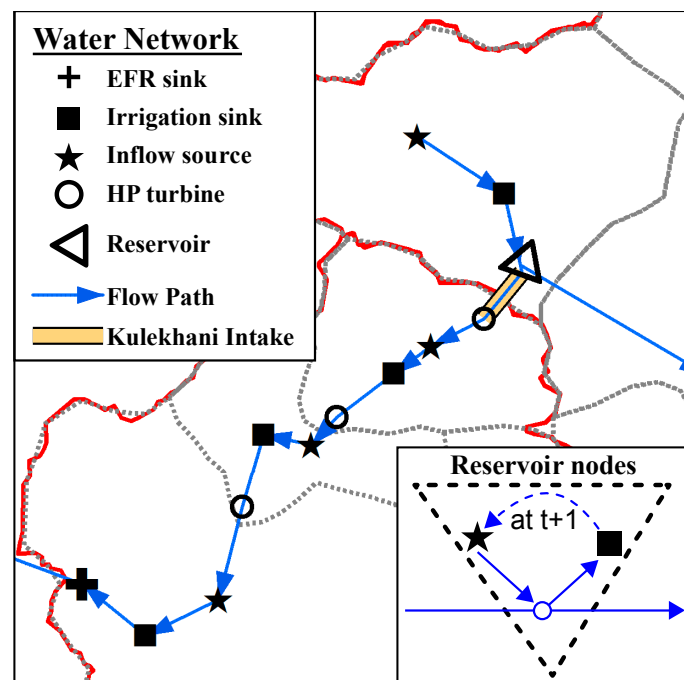 Water Network
EFR sink
Irrigation sink
Inflow source
HP turbine
Reservoir
Flow Path
Kulekhani Intake
Reservoir nodes
at t+1